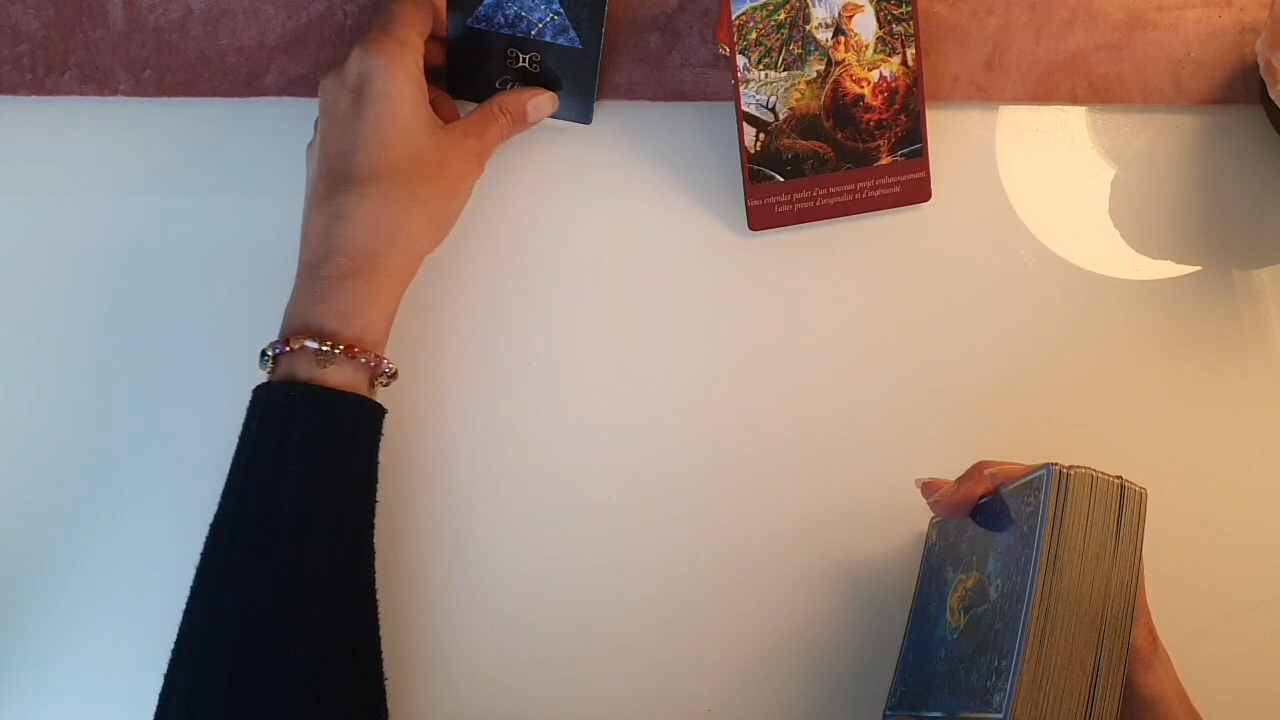 Vous entendez parler d'un nouveau projet enthousiasmant.
Faites preuve d'originalité et d'ingéniosité.